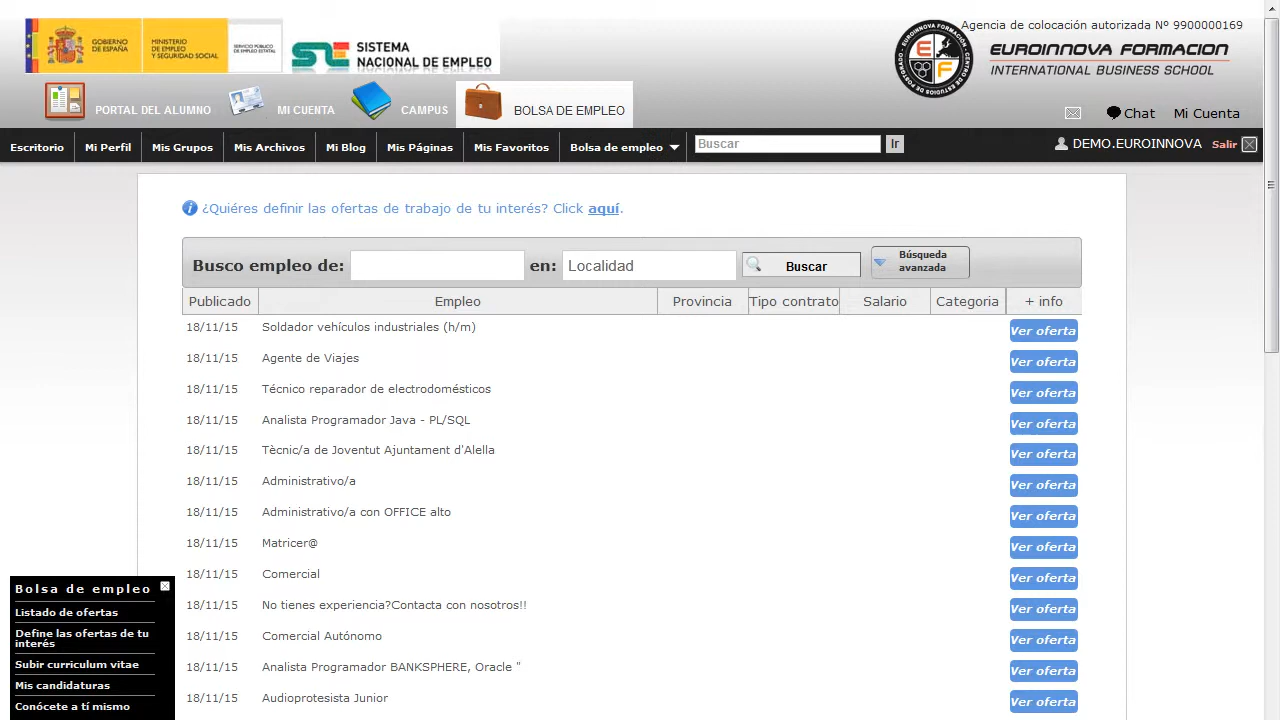 GOBIERNO DE ESPAÑA
MINISTERIO DE EMPLEO Y SEGURIDAD SOCIAL
SERVICIO PÚBLICO DE EMPLEO ESTATAL
SISTEMA NACIONAL DE EMPLEO
Agencia de colocación autorizada Nº 9900000169
EUROINNOVA FORMACION
INTERNATIONAL BUSINESS SCHOOL
PORTAL DEL ALUMNO
MI CUENTA
CAMPUS
BOLSA DE EMPLEO
Chat
Mi Cuenta
Escritorio
Mi Perfil
Mis Grupos
Mis Archivos
Mi Blog
Mis Páginas
Mis Favoritos
Bolsa de empleo
Buscar
Ir
DEMO.EUROINNOVA
Salir
¿Quiéres definir las ofertas de trabajo de tu interés? Click aquí.
Busco empleo de:
en:
Localidad
Buscar
Búsqueda avanzada
Publicado Empleo Provincia Tipo contrato Salario Categoria + info
18/11/15 Soldador vehículos industriales (h/m) Ver oferta
18/11/15 Agente de Viajes Ver oferta
18/11/15 Técnico reparador de electrodomésticos Ver oferta
18/11/15 Analista Programador Java - PL/SQL Ver oferta
18/11/15 Tècnic/a de Joventut Ajuntament d'Alella Ver oferta
18/11/15 Administrativo/a Ver oferta
18/11/15 Administrativo/a con OFFICE alto Ver oferta
18/11/15 Matricer@ Ver oferta
18/11/15 Comercial Ver oferta
18/11/15 No tienes experiencia?Contacta con nosotros!! Ver oferta
18/11/15 Comercial Autónomo Ver oferta
18/11/15 Analista Programador BANKSPHERE, Oracle " Ver oferta
18/11/15 Audioprotesista Junior Ver oferta
Bolsa de empleo
Listado de ofertas
Define las ofertas de tu
interés
Subir curriculum vitae
Mis candidaturas
Conócete a tí mismo